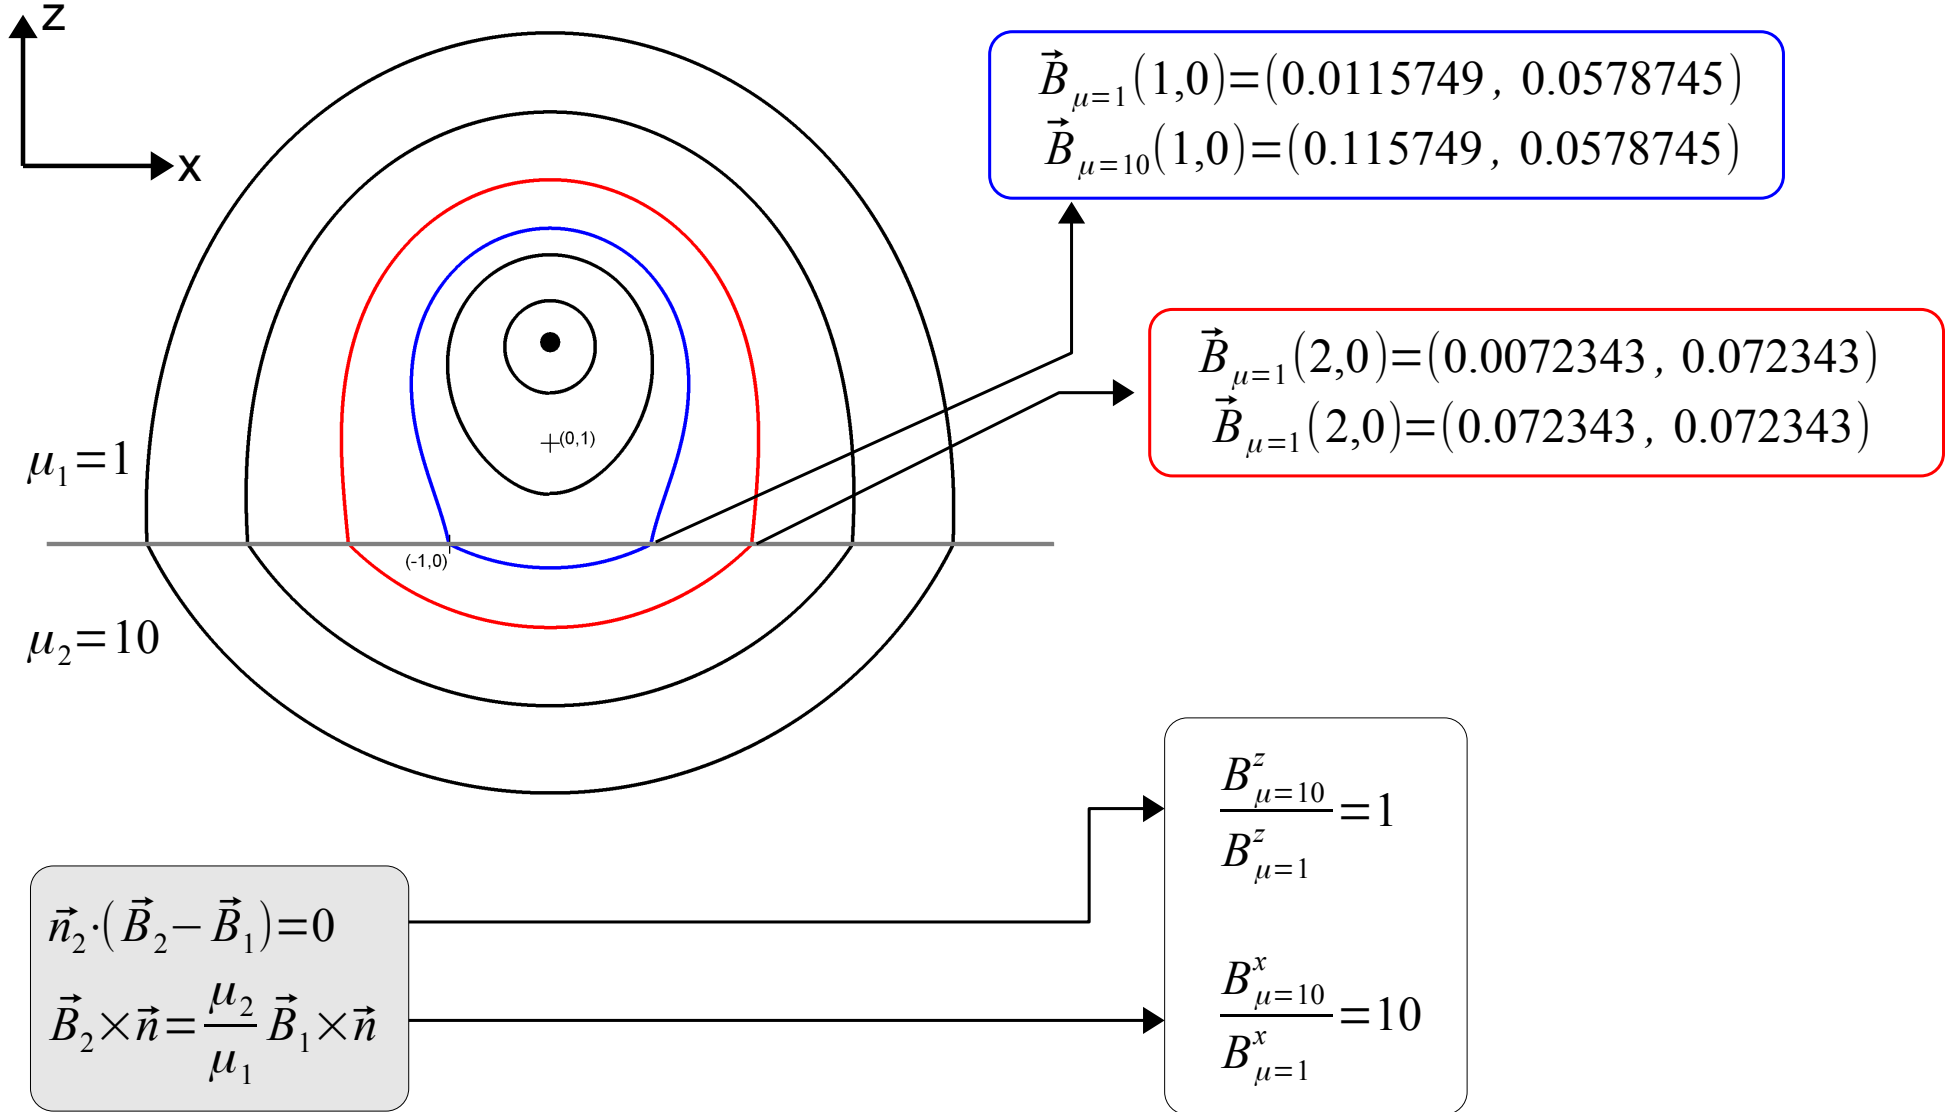 z
x
B⃗_{μ=1}(1,0)=(0.0115749, 0.0578745)
B⃗_{μ=10}(1,0)=(0.115749, 0.0578745)
B⃗_{μ=1}(2,0)=(0.0072343, 0.072343)
B⃗_{μ=1}(2,0)=(0.072343, 0.072343)
(0,1)
μ₁=1
(-1,0)
μ₂=10
B^z_{μ=10} / B^z_{μ=1} =1
B^x_{μ=10} / B^x_{μ=1} =10
n⃗₂·(B⃗₂−B⃗₁)=0
B⃗₂×n⃗= μ₂/μ₁ B⃗₁×n⃗